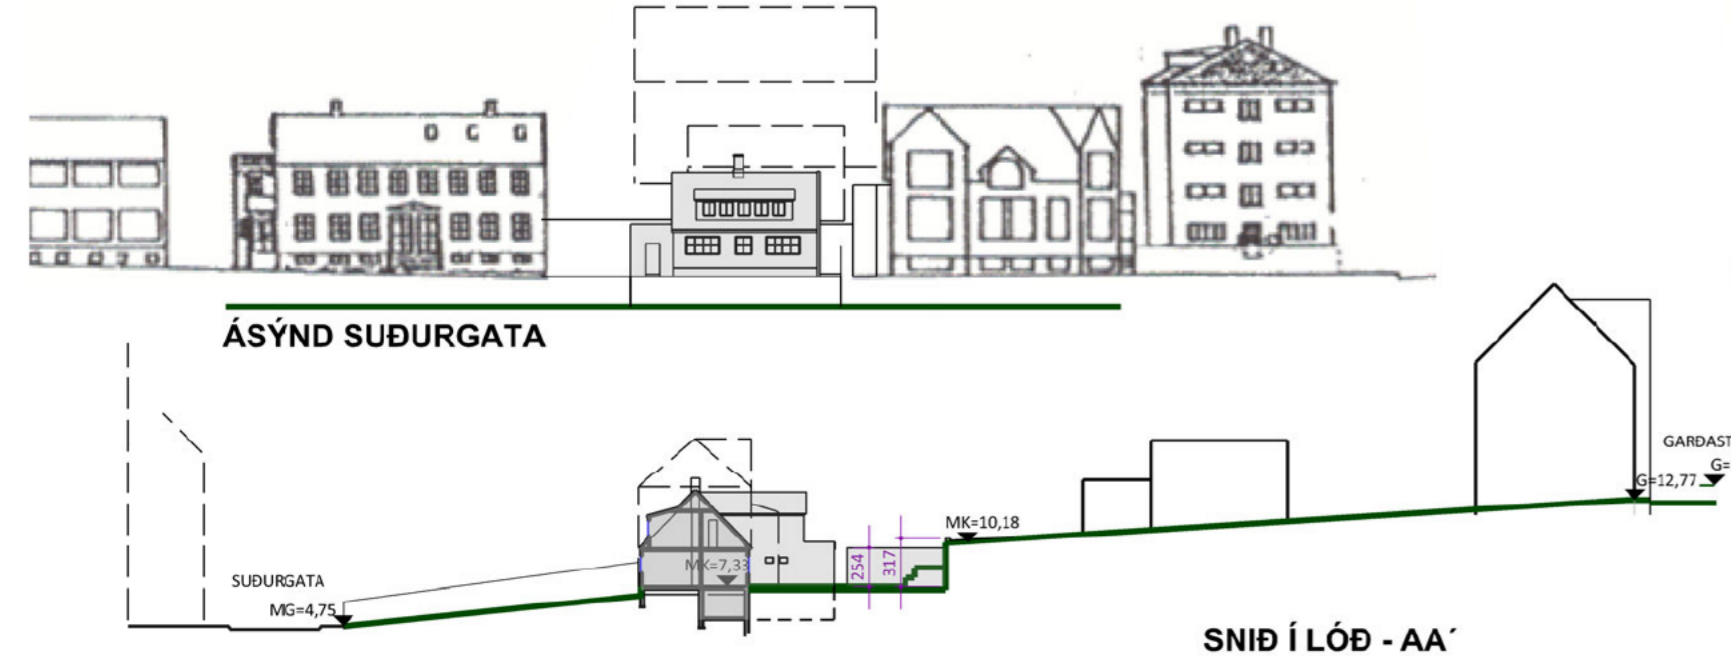 ÁSÝND SUÐURGATA
GARÐAST
G=
G=12,77
MK=10,18
254
317
MK=7,33
SUÐURGATA
MG=4,75
SNIÐ Í LÓÐ - AA´